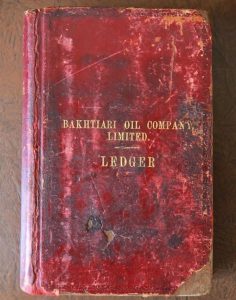 BAKHTIARI OIL COMPANY,
LIMITED.
LEDGER